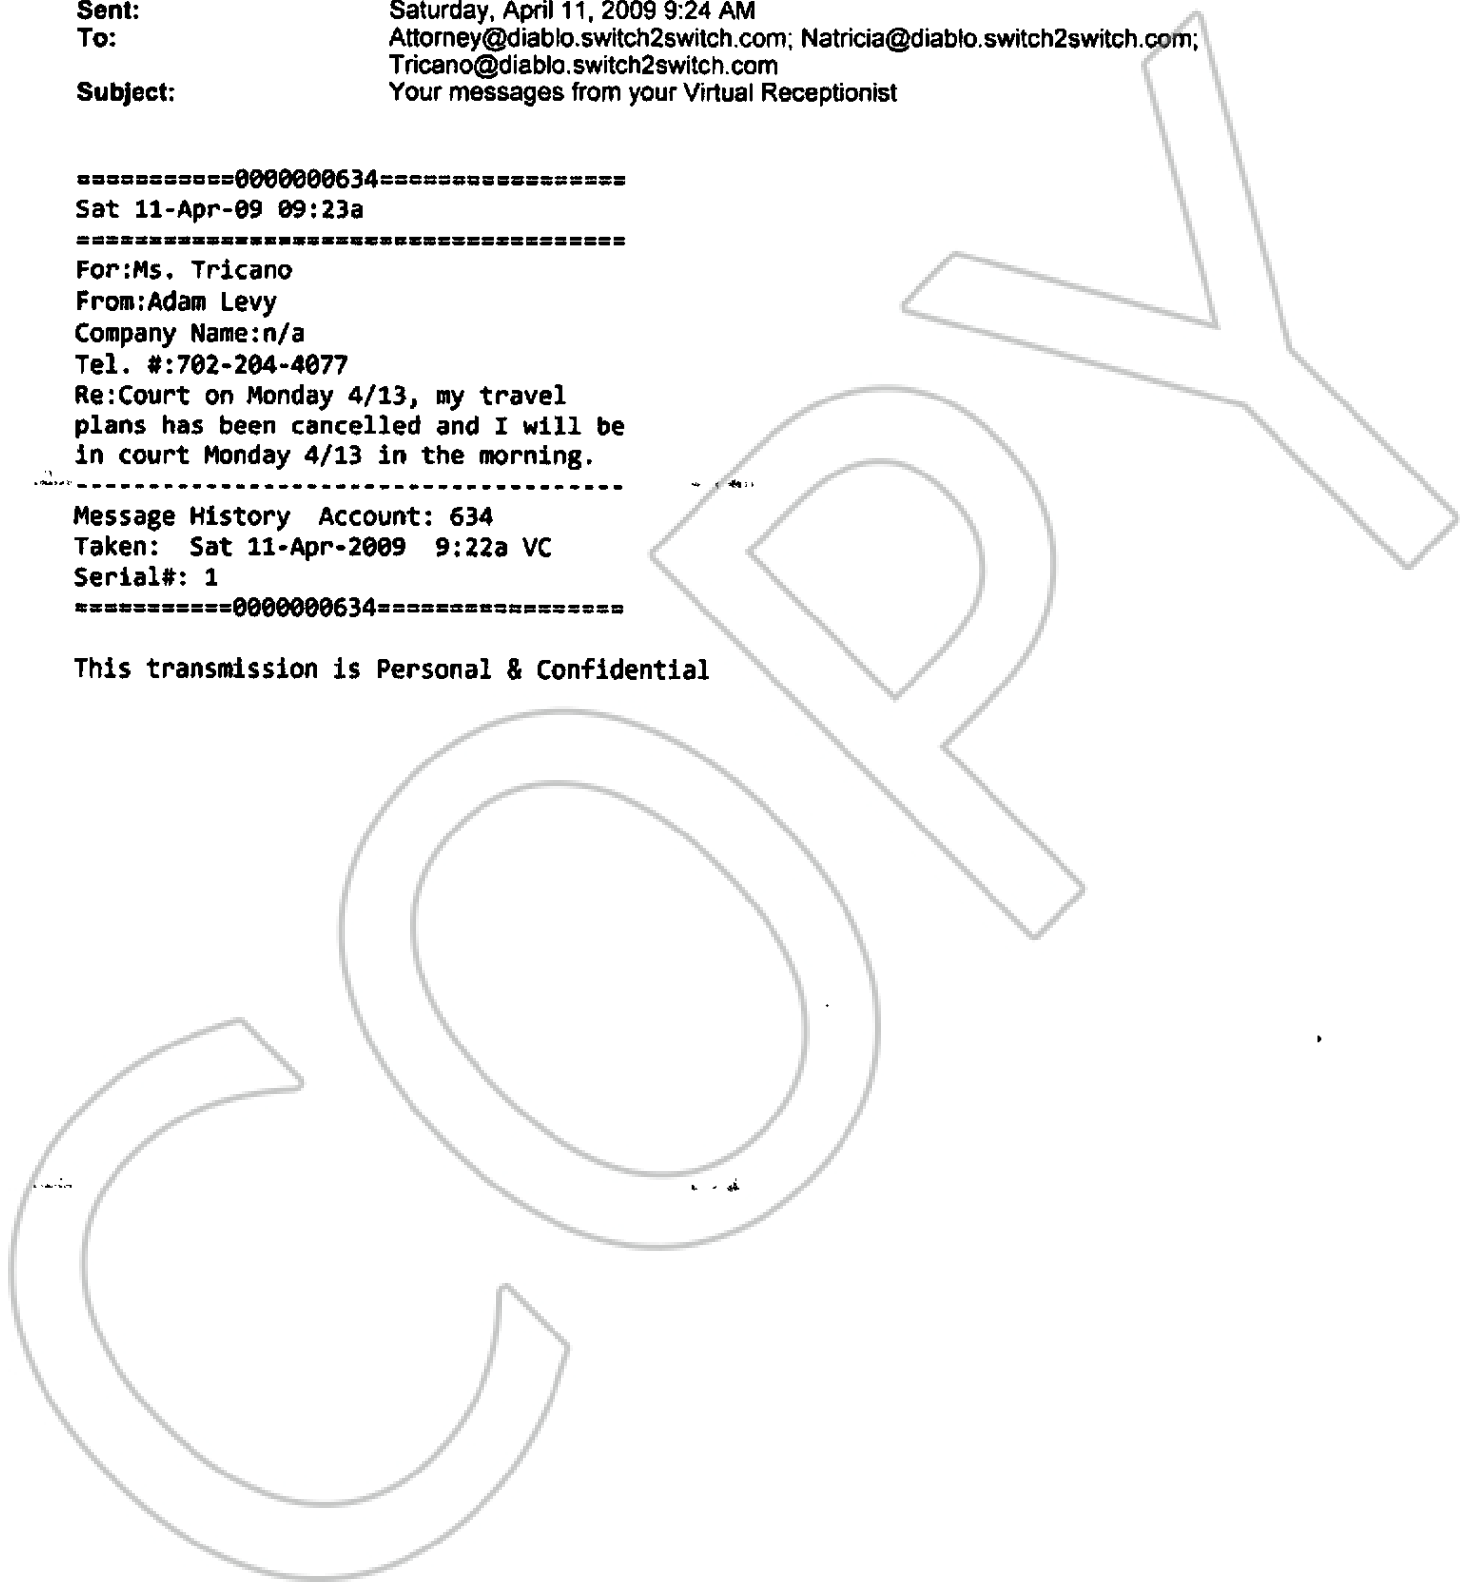 Sent: Saturday, April 11, 2009 9:24 AM
To: Attorney@diablo.switch2switch.com; Natricia@diablo.switch2switch.com;
Tricano@diablo.switch2switch.com
Subject: Your messages from your Virtual Receptionist
===========0000000634=================
Sat 11-Apr-09 09:23a
======================================
For:Ms. Tricano
From:Adam Levy
Company Name:n/a
Tel. #:702-204-4077
Re:Court on Monday 4/13, my travel
plans has been cancelled and I will be
in court Monday 4/13 in the morning.
--------------------------------------
Message History  Account: 634
Taken:  Sat 11-Apr-2009  9:22a VC
Serial#: 1
===========0000000634=================
This transmission is Personal & Confidential
COPY